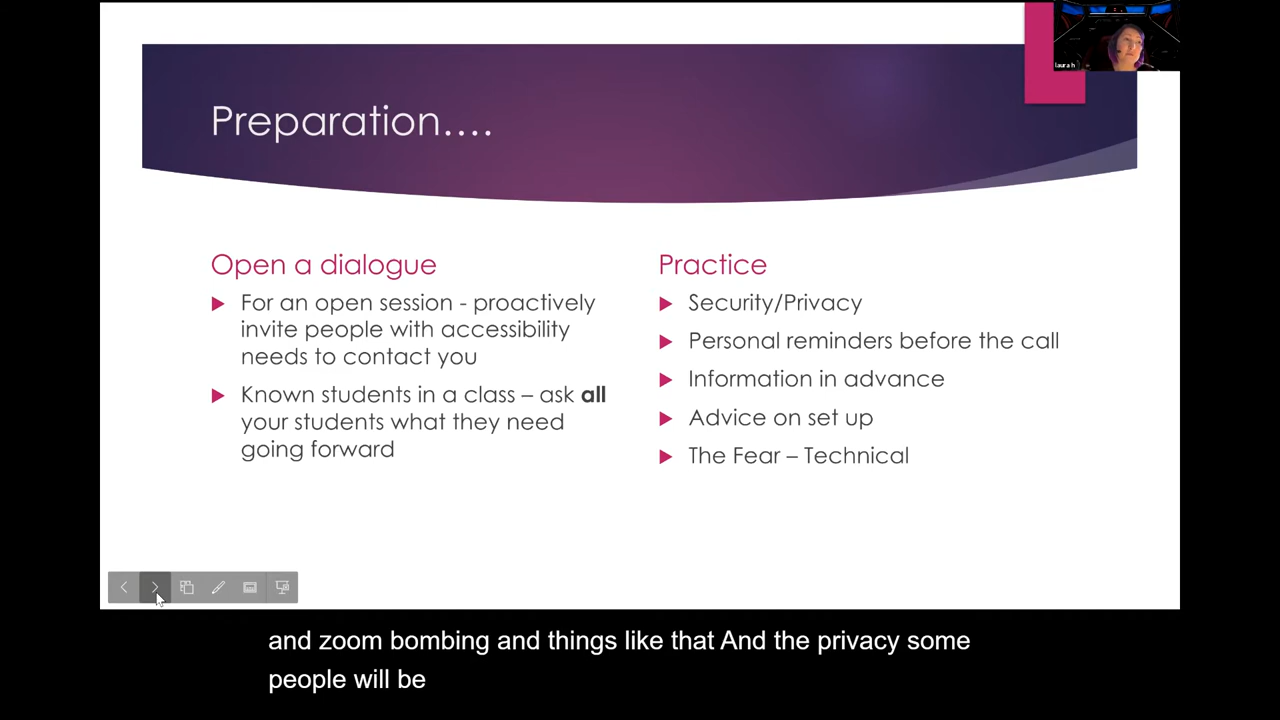 laura h
Preparation....
Open a dialogue
For an open session - proactively
invite people with accessibility
needs to contact you
Known students in a class – ask all
your students what they need
going forward
Practice
Security/Privacy
Personal reminders before the call
Information in advance
Advice on set up
The Fear – Technical
and zoom bombing and things like that And the privacy some
people will be